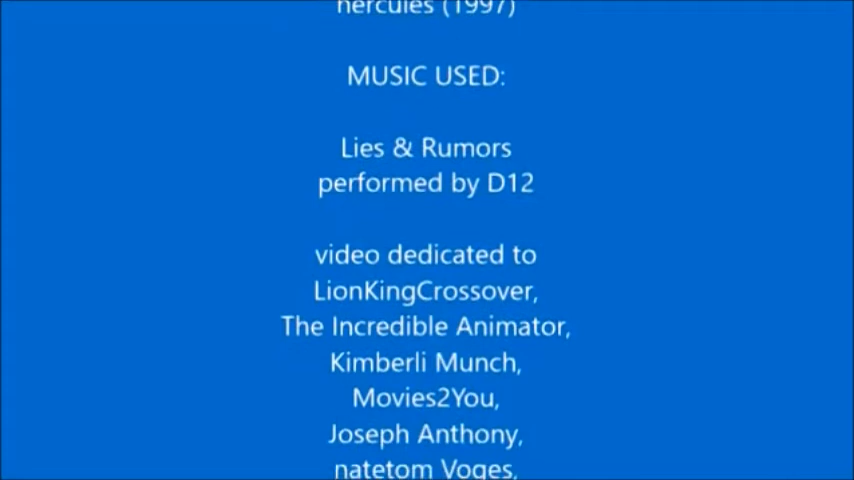 hercules (1997)
MUSIC USED:
Lies & Rumors
performed by D12
video dedicated to
LionKingCrossover,
The Incredible Animator,
Kimberli Munch,
Movies2You,
Joseph Anthony,
natetom Voges,